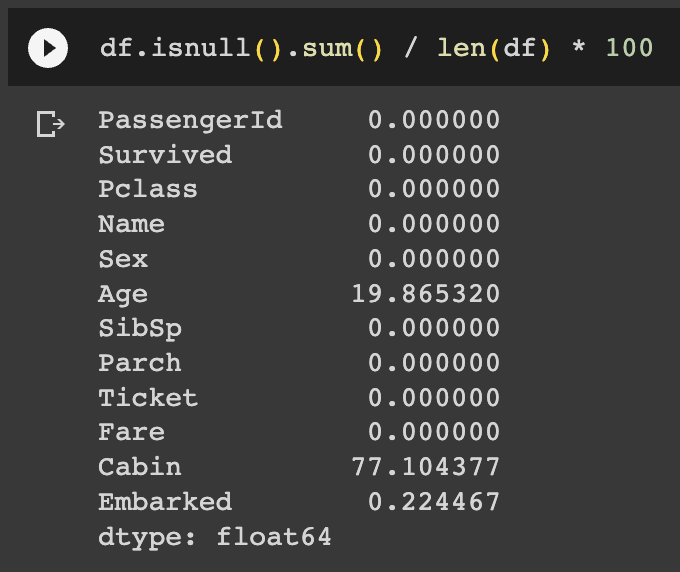 df.isnull().sum() / len(df) * 100
PassengerId 0.000000
Survived 0.000000
Pclass 0.000000
Name 0.000000
Sex 0.000000
Age 19.865320
SibSp 0.000000
Parch 0.000000
Ticket 0.000000
Fare 0.000000
Cabin 77.104377
Embarked 0.224467
dtype: float64